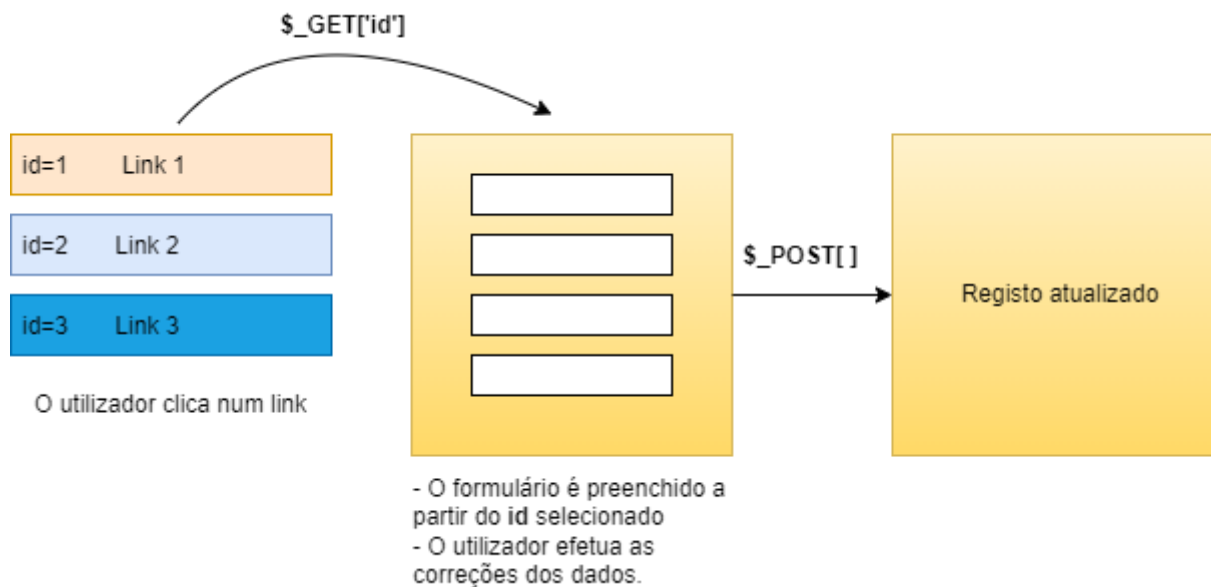 $_GET['id']
id=1 Link 1
id=2 Link 2
id=3 Link 3
O utilizador clica num link
- O formulário é preenchido a
partir do id selecionado
- O utilizador efetua as
correções dos dados.
$_POST[ ]
Registo atualizado